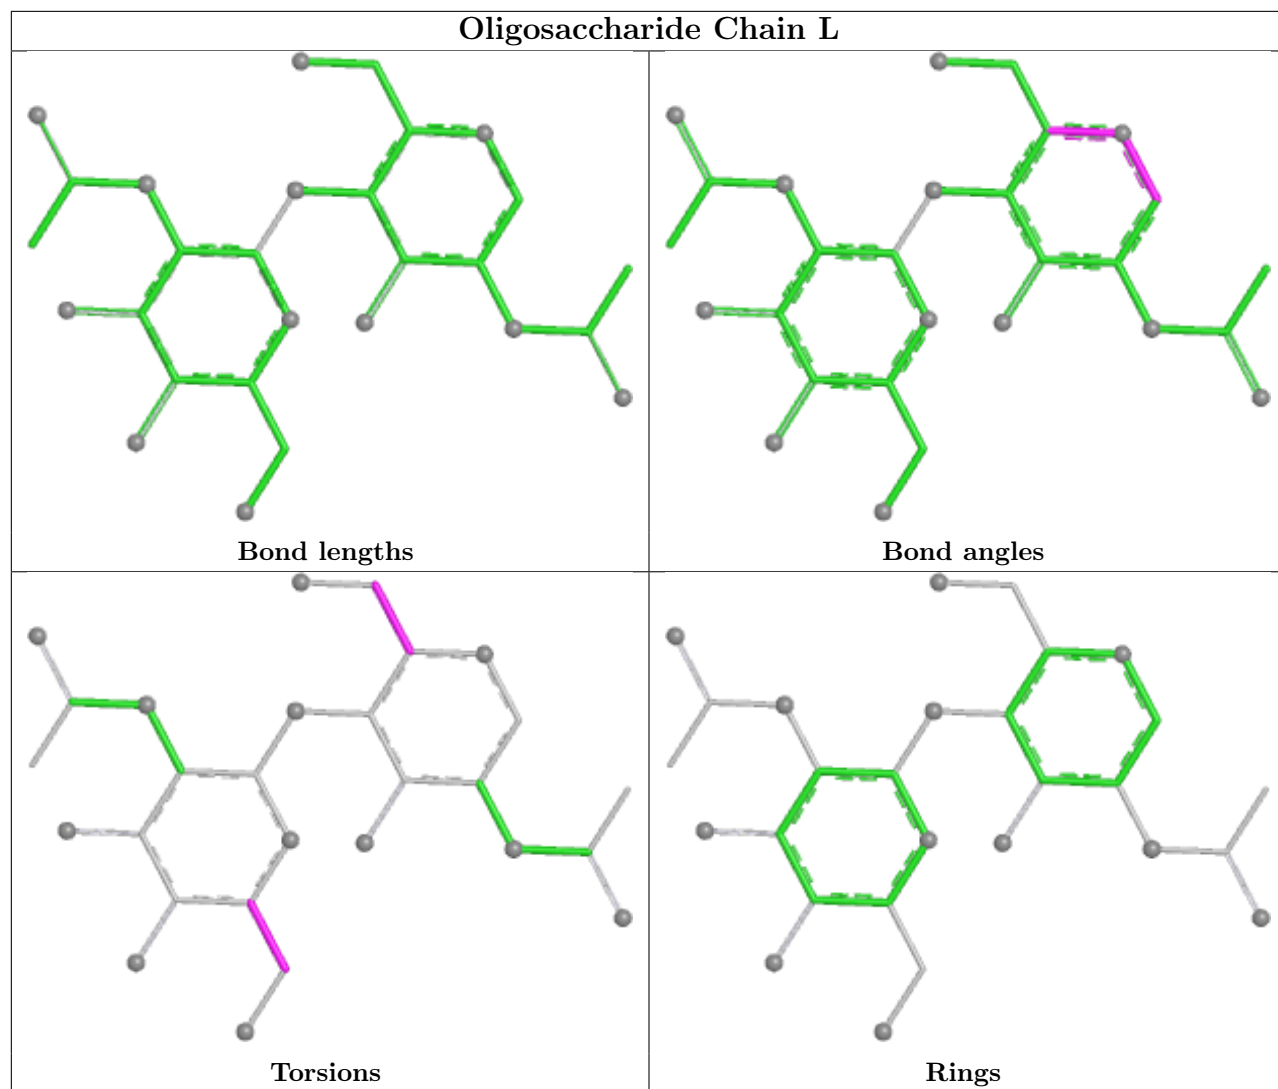 Oligosaccharide Chain L
Bond lengths
Bond angles
Torsions
Rings